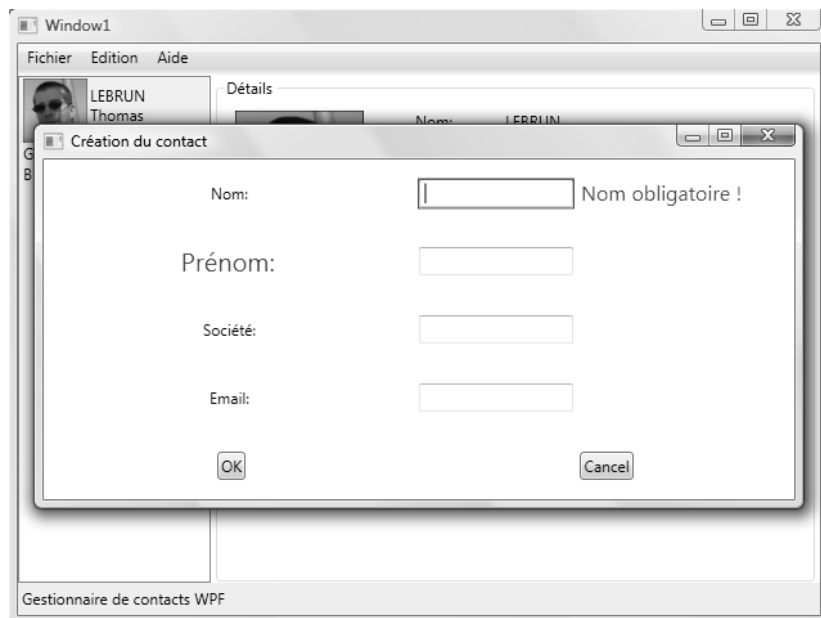 Window1
Fichier Edition Aide
LEBRUN
Thomas
Détails
Nom: LEBRUN
G
B
Création du contact
Nom:
Nom obligatoire !
Prénom:
Société:
Email:
OK
Cancel
Gestionnaire de contacts WPF